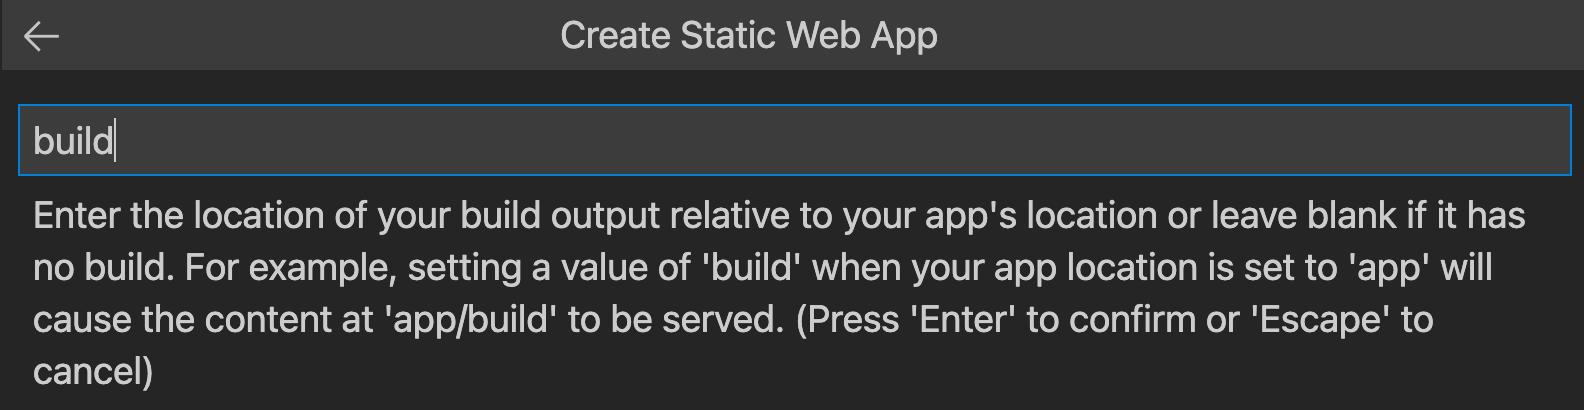 Create Static Web App
build
Enter the location of your build output relative to your app's location or leave blank if it has
no build. For example, setting a value of 'build' when your app location is set to 'app' will
cause the content at 'app/build' to be served. (Press 'Enter' to confirm or 'Escape' to
cancel)